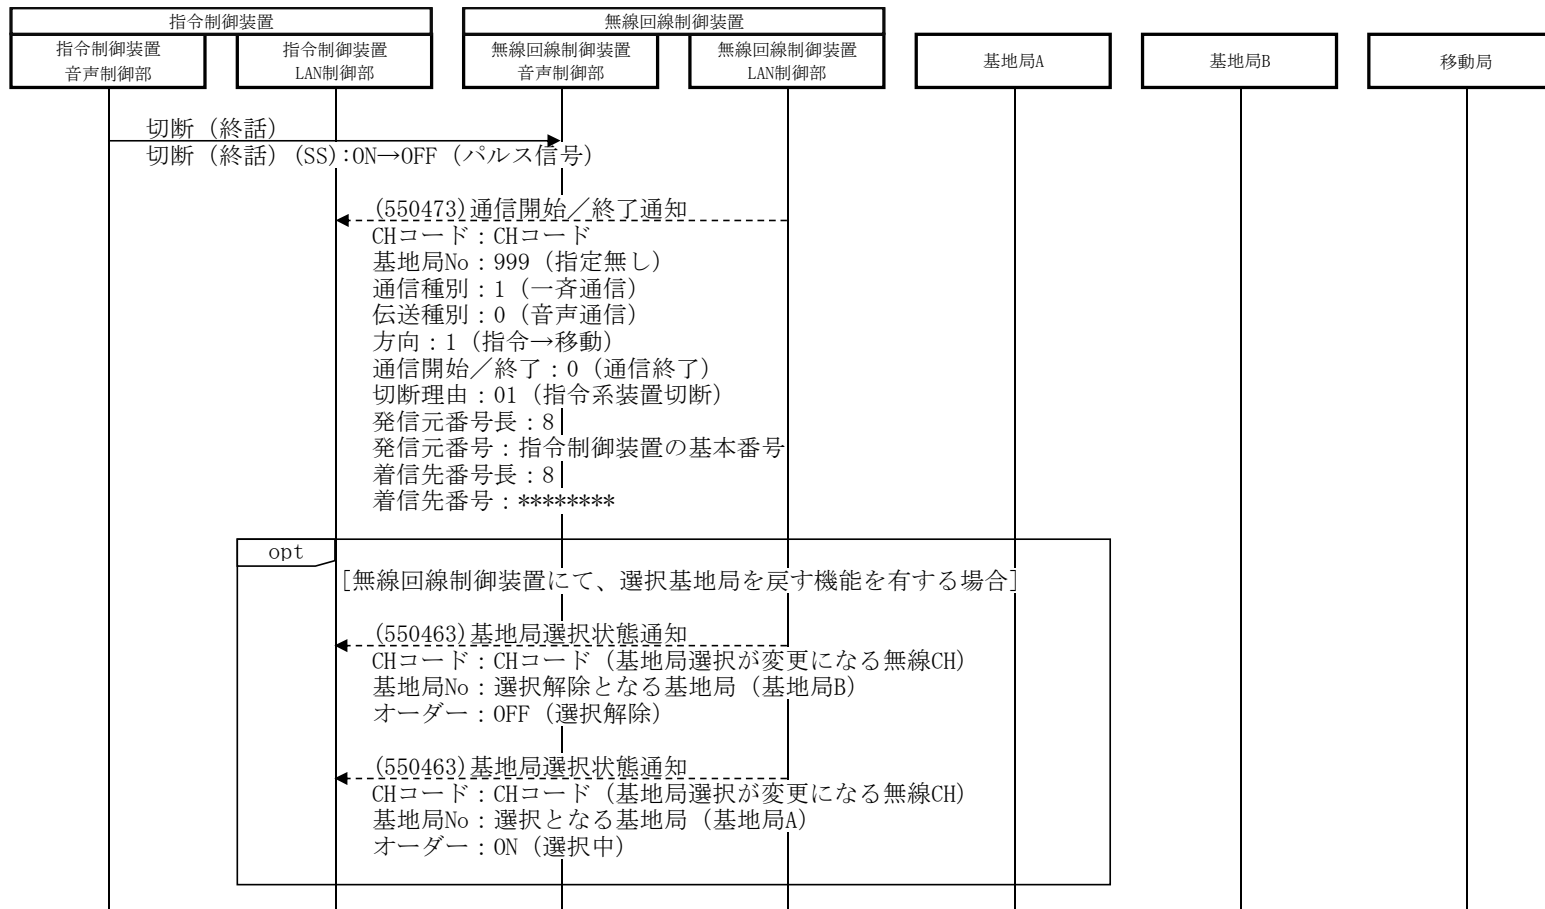 指令制御装置
無線回線制御装置
指令制御装置
音声制御部
指令制御装置
LAN制御部
無線回線制御装置
音声制御部
無線回線制御装置
LAN制御部
基地局A
基地局B
移動局
切断（終話）
切断（終話）(SS):ON→OFF（パルス信号）
(550473)通信開始／終了通知
CHコード：CHコード
基地局No：999（指定無し）
通信種別：1（一斉通信）
伝送種別：0（音声通信）
方向：1（指令→移動）
通信開始／終了：0（通信終了）
切断理由：01（指令系装置切断）
発信元番号長：8
発信元番号：指令制御装置の基本番号
着信先番号長：8
着信先番号：********
opt
[無線回線制御装置にて、選択基地局を戻す機能を有する場合]
(550463)基地局選択状態通知
CHコード：CHコード（基地局選択が変更になる無線CH）
基地局No：選択解除となる基地局（基地局B）
オーダー：OFF（選択解除）
(550463)基地局選択状態通知
CHコード：CHコード（基地局選択が変更になる無線CH）
基地局No：選択となる基地局（基地局A）
オーダー：ON（選択中）